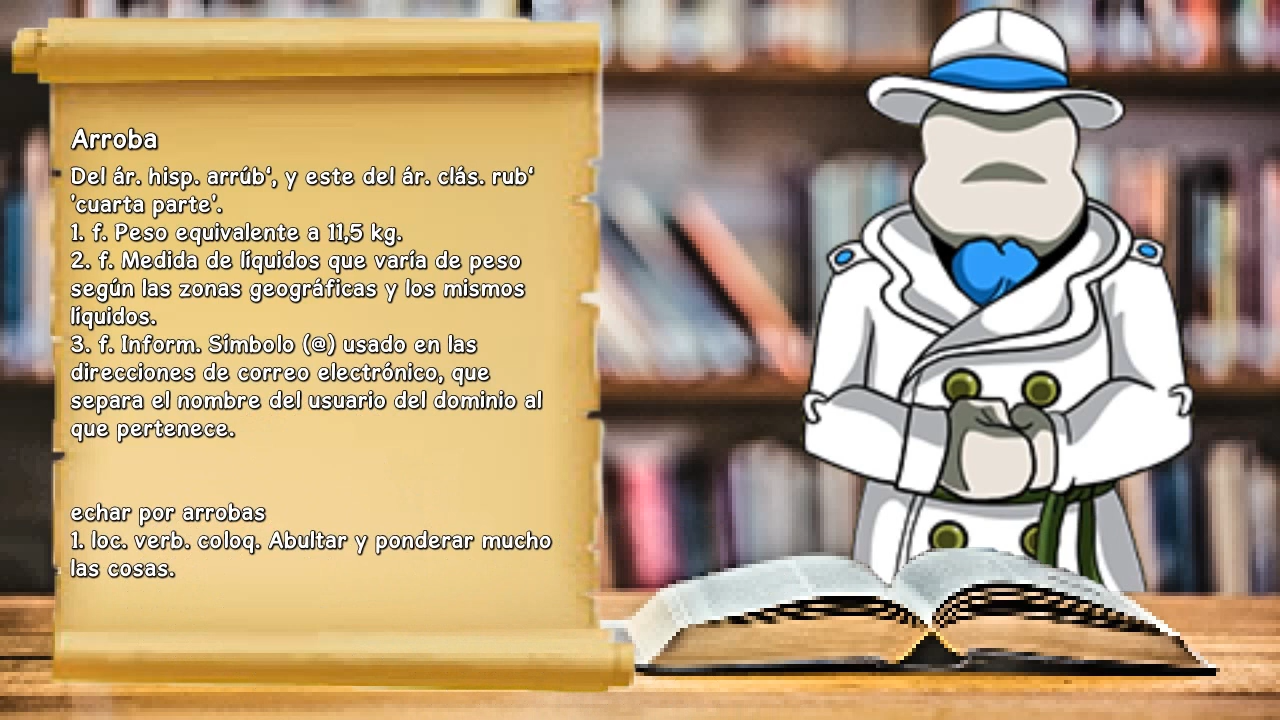 Arroba
Del ár. hisp. arrúb‘, y este del ár. clás. rub‘
'cuarta parte'.
1. f. Peso equivalente a 11,5 kg.
2. f. Medida de líquidos que varía de peso
según las zonas geográficas y los mismos
líquidos.
3. f. Inform. Símbolo (@) usado en las
direcciones de correo electrónico, que
separa el nombre del usuario del dominio al
que pertenece.
echar por arrobas
1. loc. verb. coloq. Abultar y ponderar mucho
las cosas.